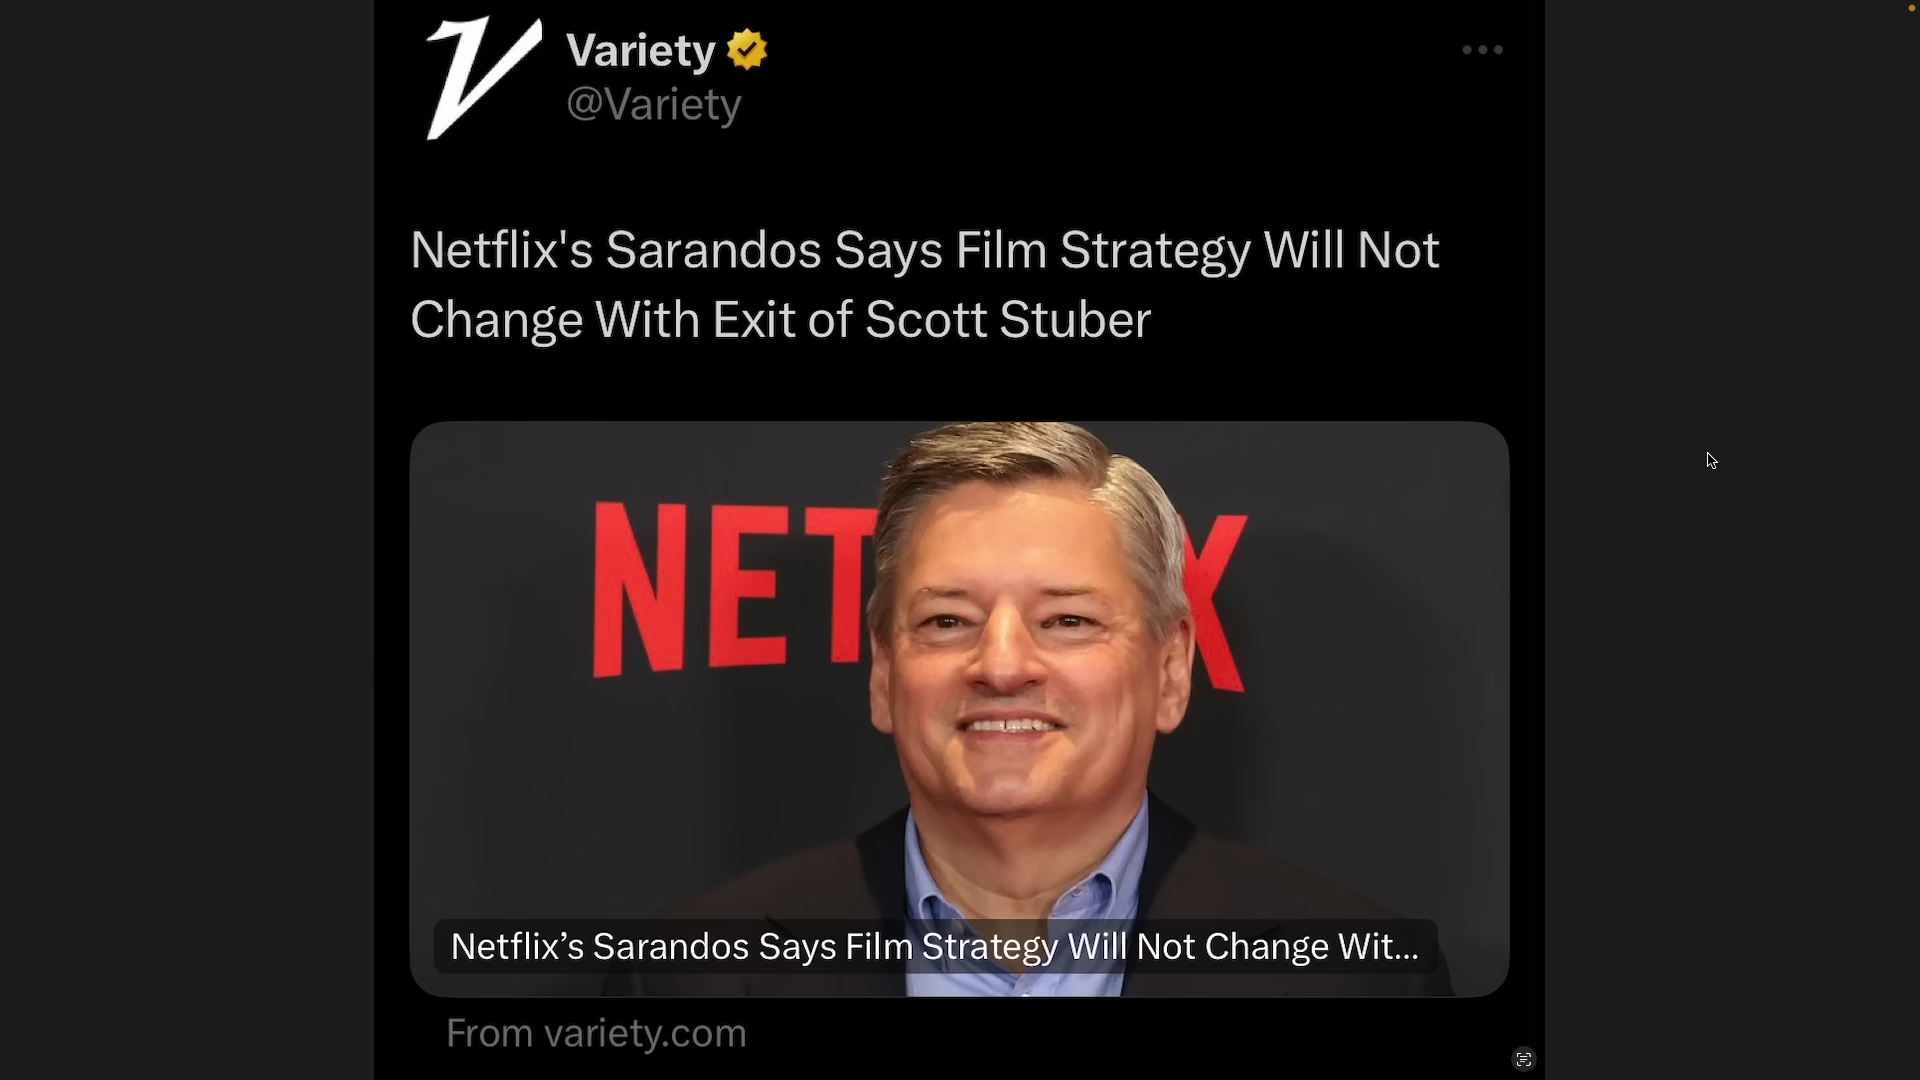 Variety
@Variety
Netflix's Sarandos Says Film Strategy Will Not
Change With Exit of Scott Stuber
NET X
Netflix’s Sarandos Says Film Strategy Will Not Change Wit...
From variety.com